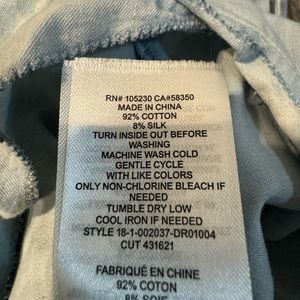 RN# 105230 CA#58350
MADE IN CHINA
92% COTTON
8% SILK
TURN INSIDE OUT BEFORE
WASHING
MACHINE WASH COLD
GENTLE CYCLE
WITH LIKE COLORS
ONLY NON-CHLORINE BLEACH IF
NEEDED
TUMBLE DRY LOW
COOL IRON IF NEEDED
STYLE 18-1-002037-DR01004
CUT 431621
FABRIQUÉ EN CHINE
92% COTON
8% SOIE